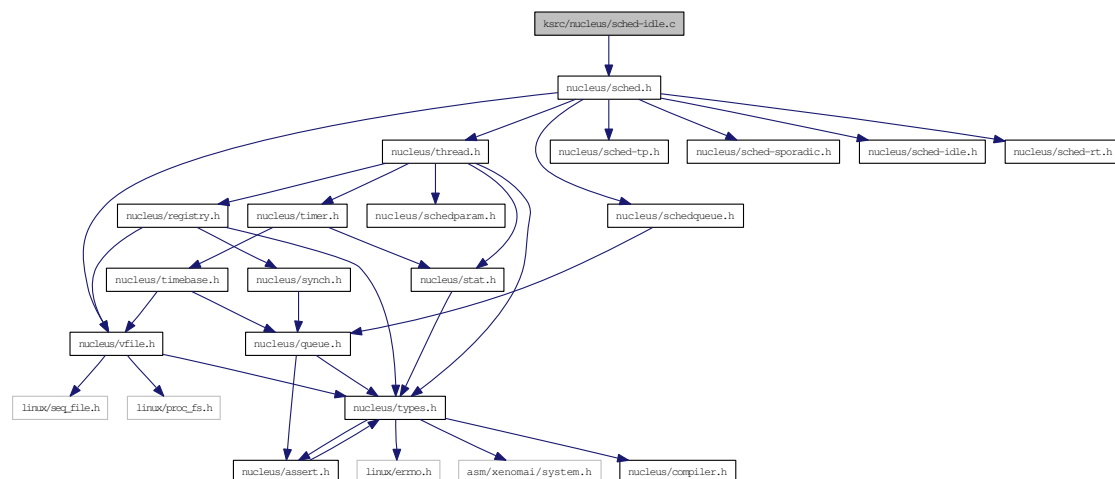 ksrc/nucleus/sched-idle.c
nucleus/sched.h
nucleus/thread.h
nucleus/sched-tp.h
nucleus/sched-sporadic.h
nucleus/sched-idle.h
nucleus/sched-rt.h
nucleus/registry.h
nucleus/timer.h
nucleus/schedparam.h
nucleus/schedqueue.h
nucleus/timebase.h
nucleus/synch.h
nucleus/stat.h
nucleus/vfile.h
nucleus/queue.h
linux/seq_file.h
linux/proc_fs.h
nucleus/types.h
nucleus/assert.h
linux/errno.h
asm/xenomai/system.h
nucleus/compiler.h